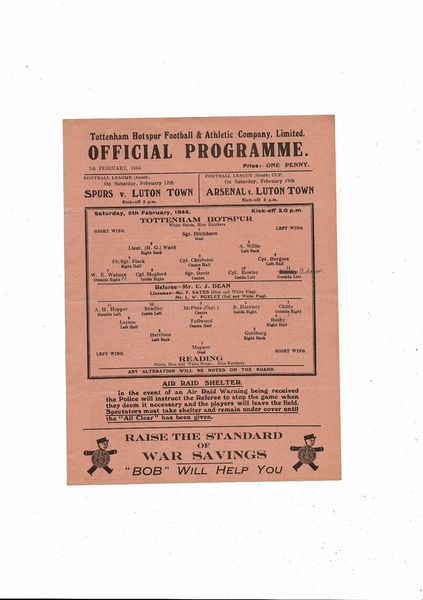 Tottenham Hotspur Football & Athletic Company, Limited.
OFFICIAL PROGRAMME.
5th FEBRUARY, 1944. Price:- ONE PENNY.
FOOTBALL LEAGUE (South)
On Saturday, February 12th
SPURS v. LUTON TOWN
Kick-off 3 p.m.
FOOTBALL LEAGUE (South) CUP.
On Saturday, February 19th
ARSENAL v. LUTON TOWN
Kick-off 3 p.m.
Saturday, 5th February, 1944. Kick-off 3.0 p.m.
TOTTENHAM HOTSPUR
White Shirts, Blue Knickers
RIGHT WING. LEFT WING.
Sgt. Ditchburn
Goal
Lieut. (H. G.) Ward A. Willis
Right Back Left Back
Flt/Sgt. Flack Cpl. Chisholm Cpl. Burgess
Right Half Centre Half Left Half
W. E. Walters Cpl. Mogford Sgt. Davie Cpl. Rowley
Outside Right Inside Right Centre Inside Left Outside Left
Referee—Mr. C. J. DEAN
Linesmen—Mr. F. BATES (Blue and White Flag)
Mr. L. W. POXLEY (Red and White Flag).
A. H. Hopper Bradley McPhee (Capt.) R. Harttery Chitty
Outside Left Inside Left Centre Inside Right Outside Right
Layton Fullwood Busby
Left Half Centre Half Right Half
Harrison Goldberg
Left Back Right Back
Mapson
Goal
LEFT WING. RIGHT WING.
READING
ANY ALTERATION WILL BE NOTED ON THE BOARD.
AIR RAID SHELTER.
In the event of an Air Raid Warning being received
the Police will instruct the Referee to stop the game when
they deem it necessary and the players will leave the field.
Spectators must take shelter and remain under cover until
the "All Clear" has been given.
RAISE THE STANDARD
OF
WAR SAVINGS
"BOB" WILL HELP YOU